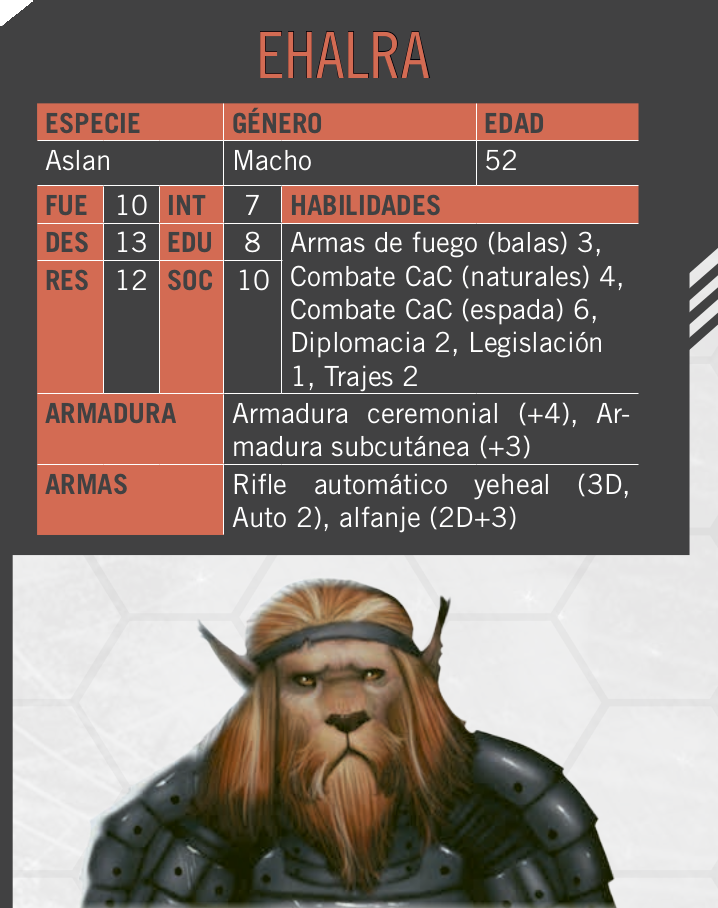 EHALRA
ESPECIE GÉNERO EDAD
Aslan Macho 52
FUE 10 INT 7 HABILIDADES
DES 13 EDU 8 Armas de fuego (balas) 3,
RES 12 SOC 10 Combate CaC (naturales) 4,
Combate CaC (espada) 6,
Diplomacia 2, Legislación
1, Trajes 2
ARMADURA Armadura ceremonial (+4), Ar-
madura subcutánea (+3)
ARMAS Rifle automático yeheal (3D,
Auto 2), alfanje (2D+3)